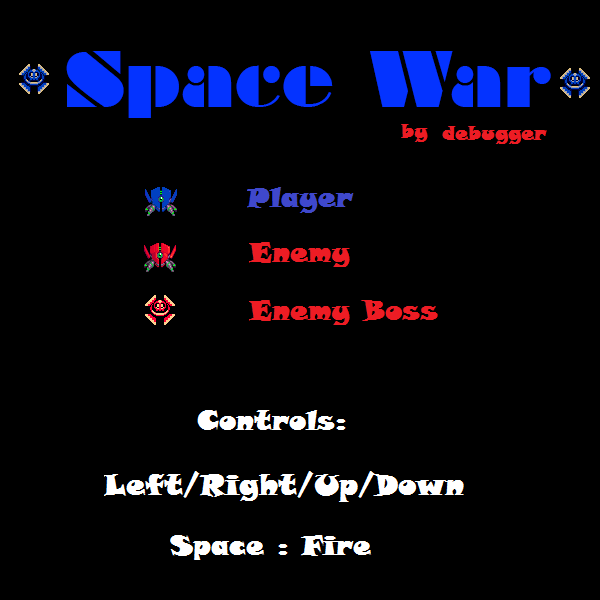 Space War
by debugger
Player
Enemy
Enemy Boss
Controls:
Left/Right/Up/Down
Space : Fire